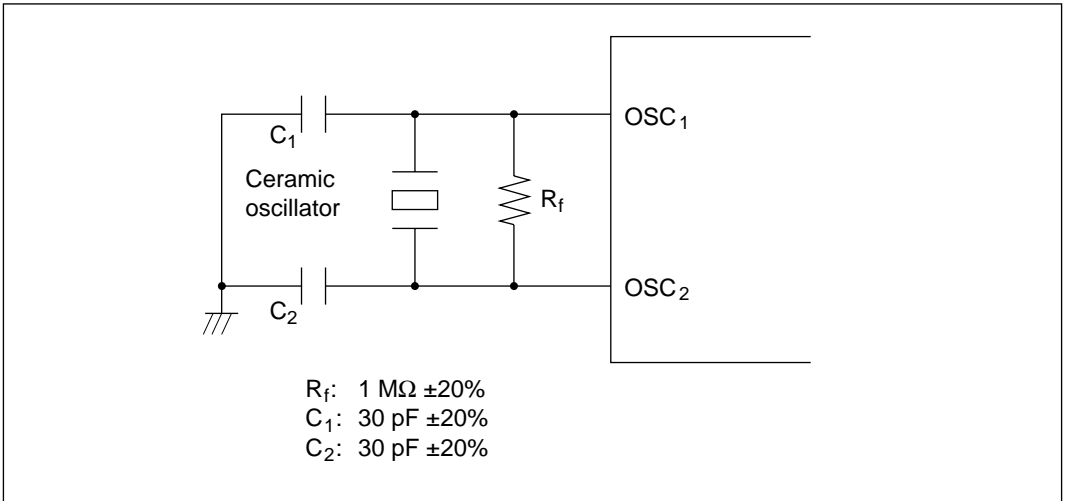 OSC1
C1
Ceramic
oscillator
Rf
OSC2
C2
Rf: 1 MΩ ±20%
C1: 30 pF ±20%
C2: 30 pF ±20%